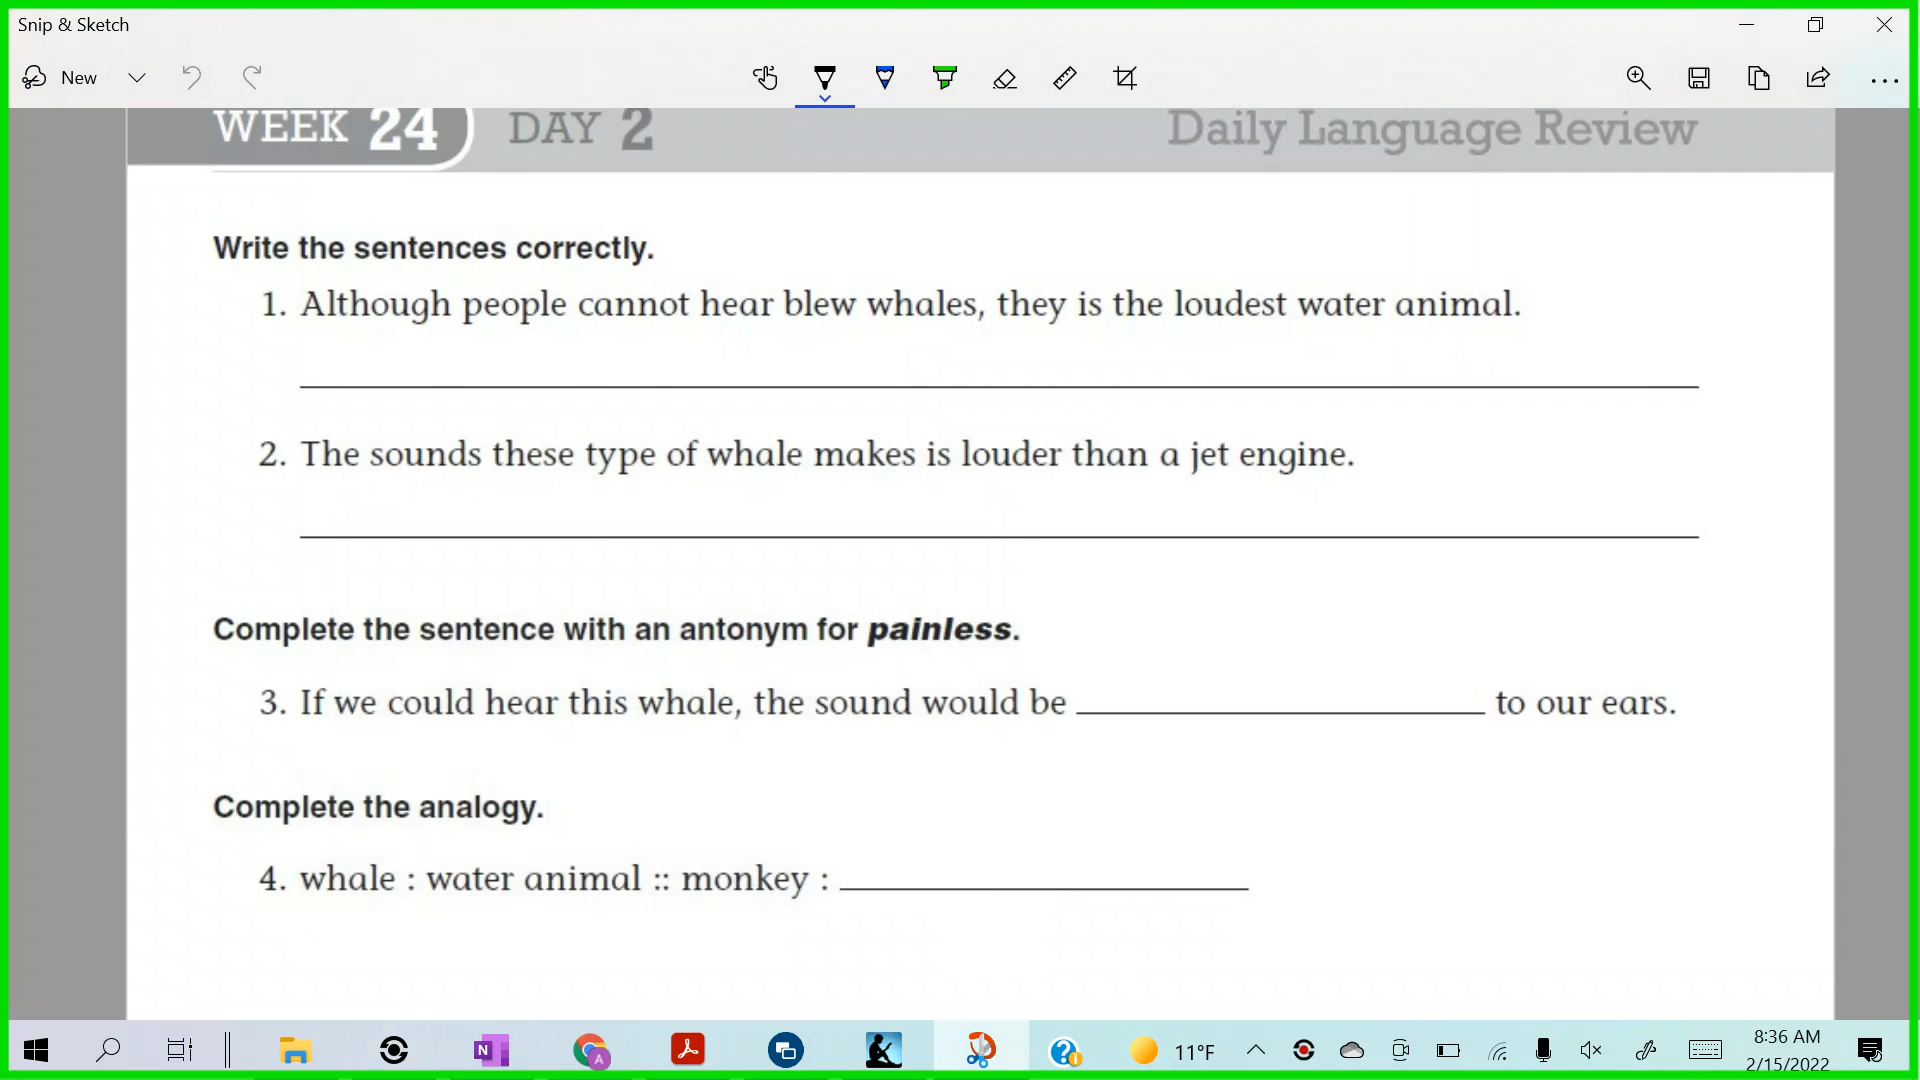 Snip & Sketch
New
WEEK 24 DAY 2 Daily Language Review
Write the sentences correctly.
1. Although people cannot hear blew whales, they is the loudest water animal.
2. The sounds these type of whale makes is louder than a jet engine.
Complete the sentence with an antonym for painless.
3. If we could hear this whale, the sound would be ____________________ to our ears.
Complete the analogy.
4. whale : water animal :: monkey : ____________________
N
A
11°F
8:36 AM
2/15/2022